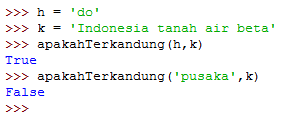 >>> h = 'do'
>>> k = 'Indonesia tanah air beta'
>>> apakahTerkandung(h,k)
True
>>> apakahTerkandung('pusaka',k)
False
>>>